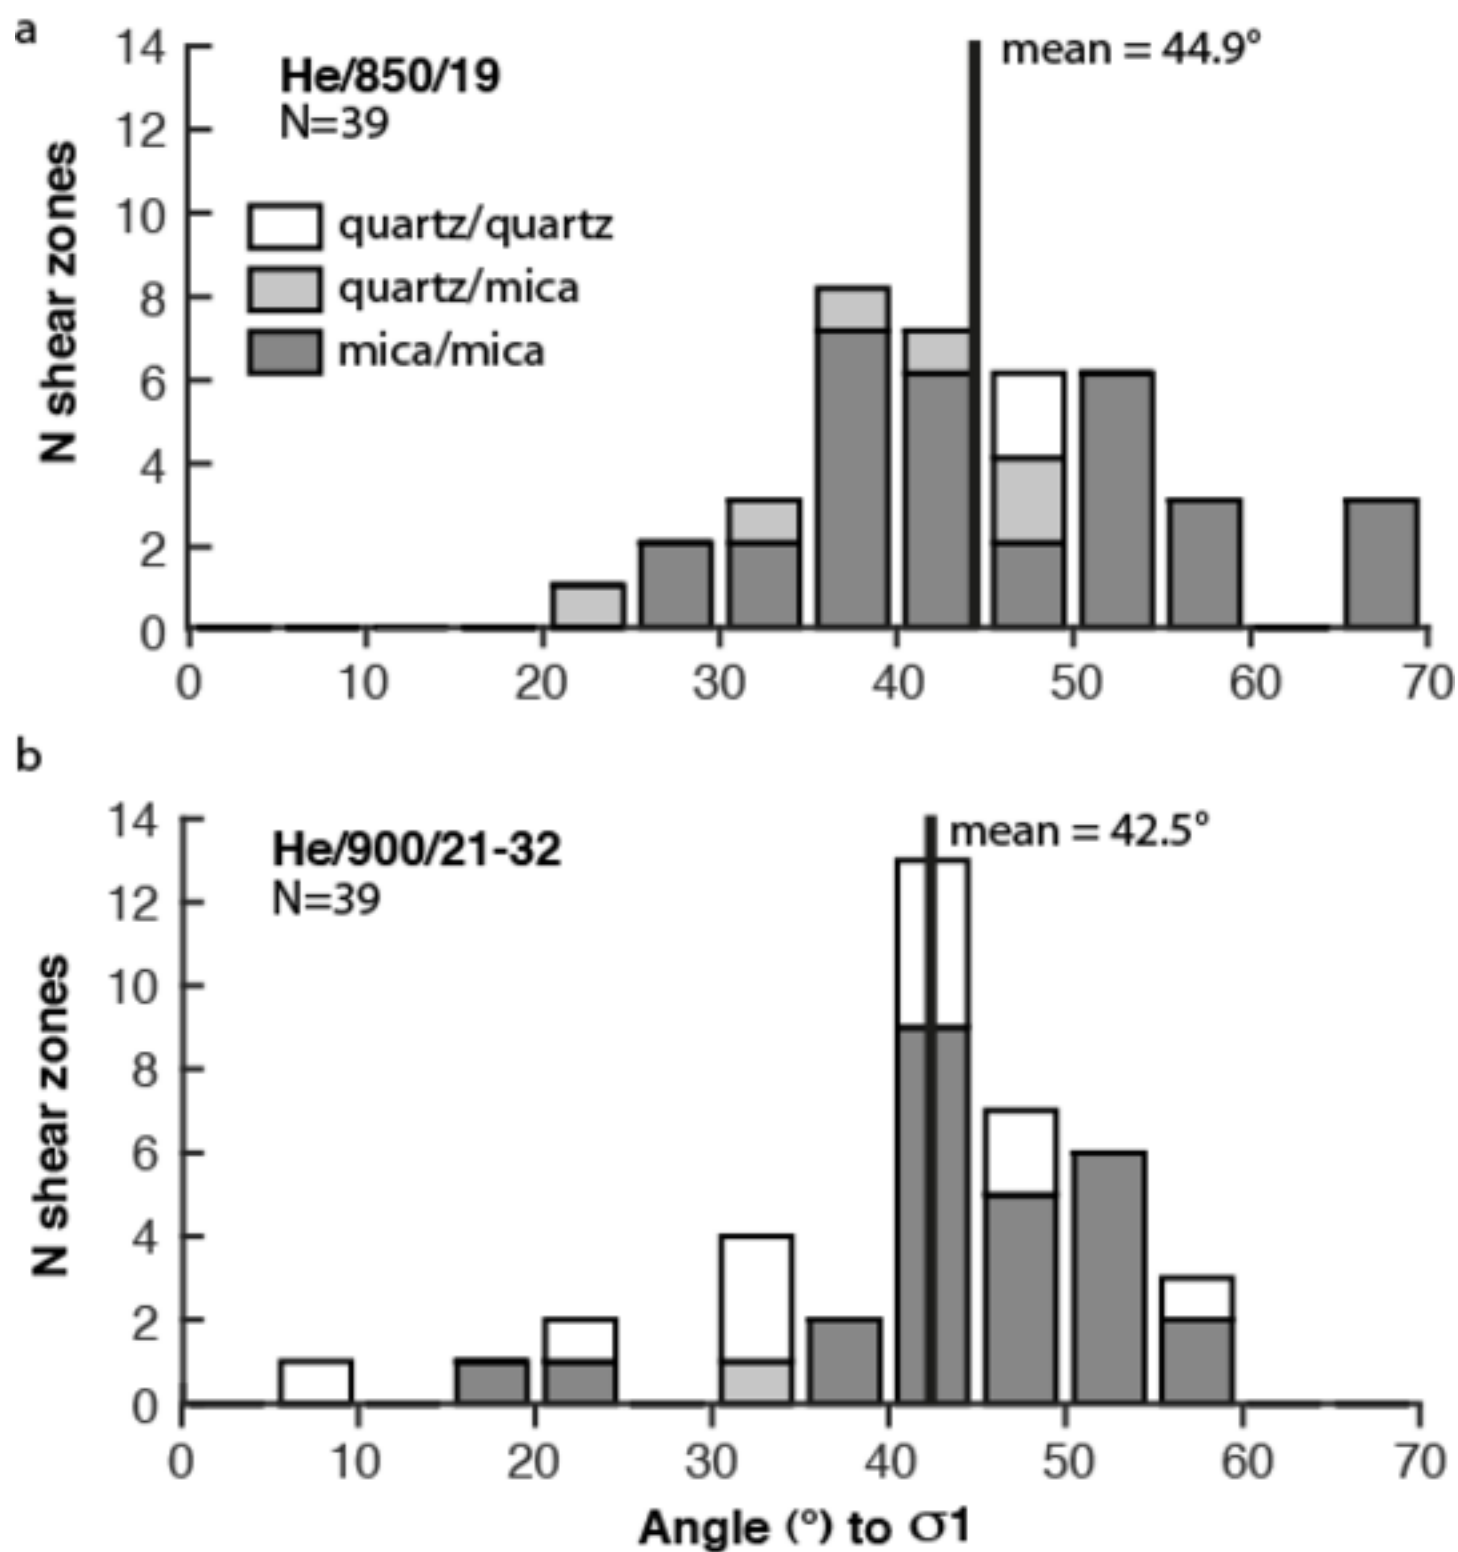 a
14
12
10
8
6
4
2
0
N shear zones
He/850/19
N=39
quartz/quartz
quartz/mica
mica/mica
mean = 44.9°
0 10 20 30 40 50 60 70
b
14
12
10
8
6
4
2
0
N shear zones
He/900/21-32
N=39
mean = 42.5°
0 10 20 30 40 50 60 70
Angle (°) to σ1